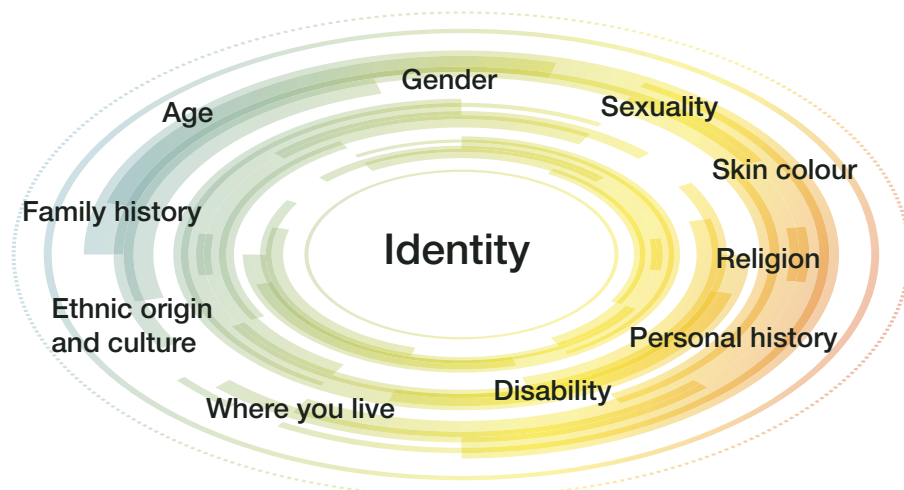 Gender
Sexuality
Age
Skin colour
Family history
Identity
Religion
Ethnic origin
and culture
Personal history
Disability
Where you live